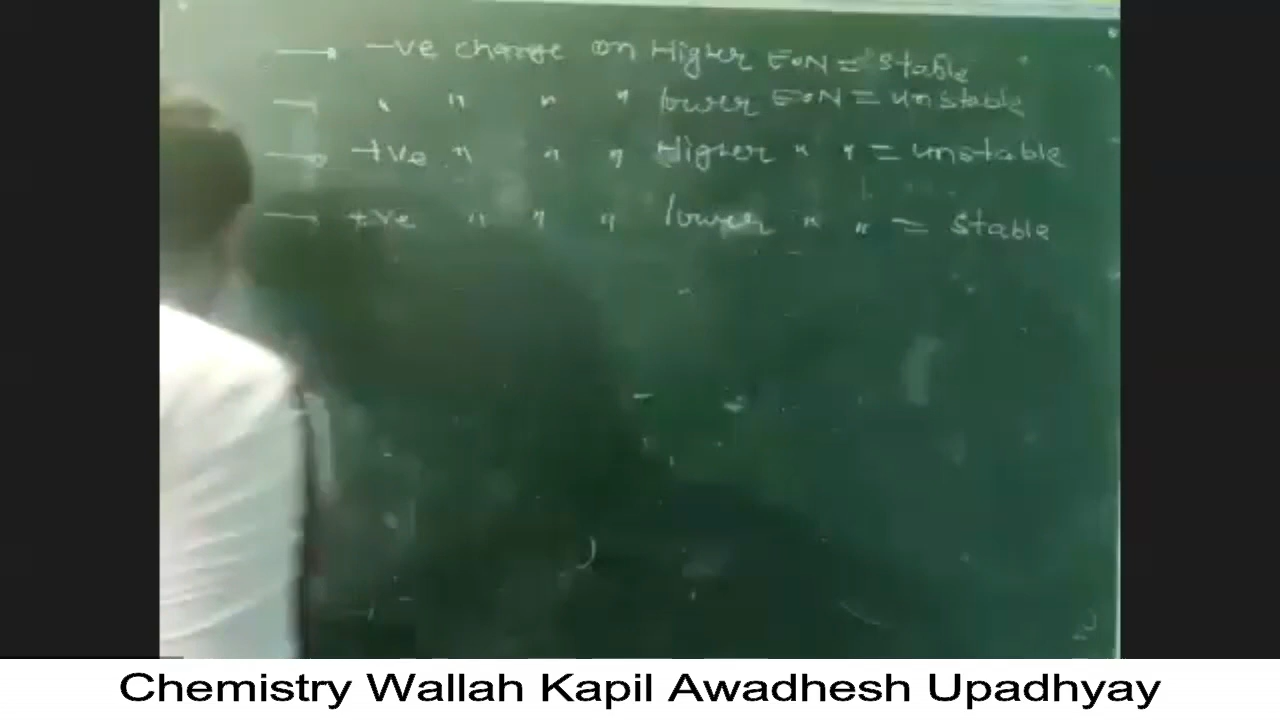 → -ve charge on Higher E.N = stable
→ " " " " lower E.N = unstable
→ +ve " " " Higher " " = unstable
→ +ve " " " lower " " = stable
Chemistry Wallah Kapil Awadhesh Upadhyay